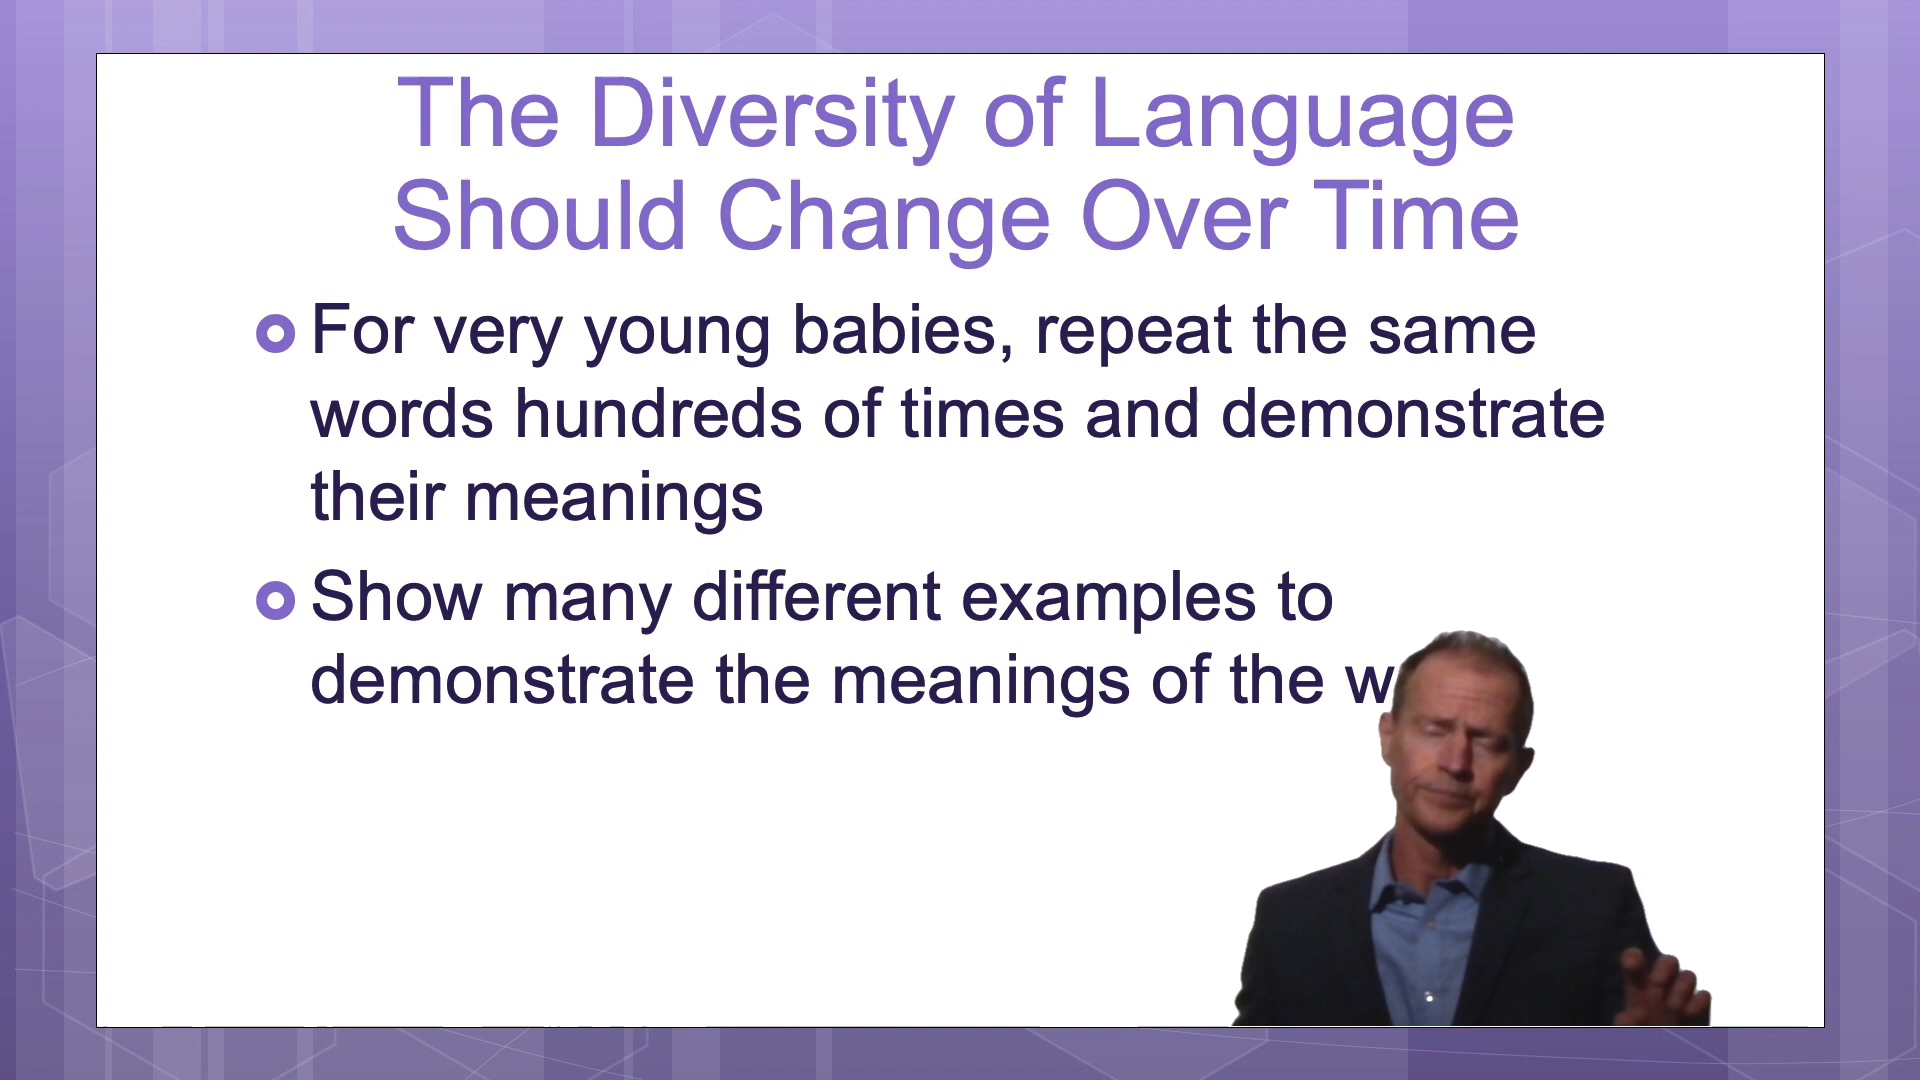 The Diversity of Language
Should Change Over Time
For very young babies, repeat the same
words hundreds of times and demonstrate
their meanings
Show many different examples to
demonstrate the meanings of the